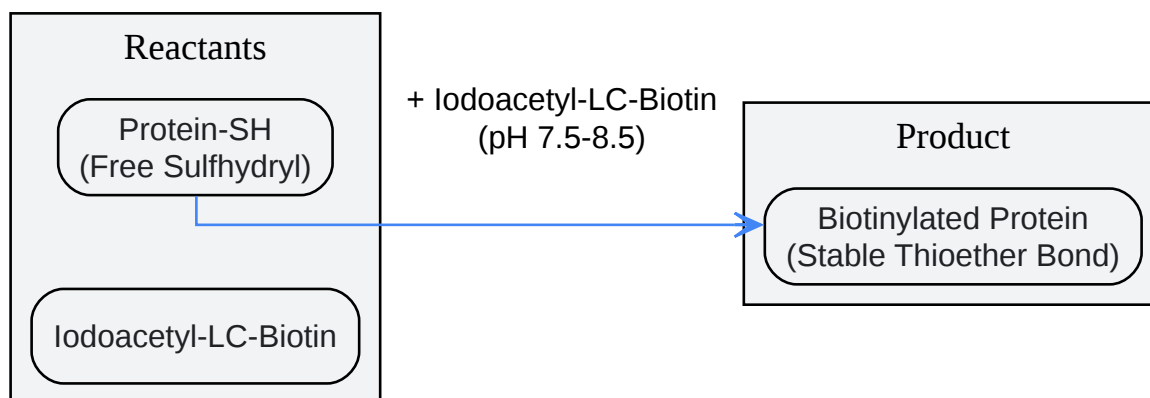 Reactants
Protein-SH
(Free Sulfhydryl)
Iodoacetyl-LC-Biotin
+ Iodoacetyl-LC-Biotin
(pH 7.5-8.5)
Product
Biotinylated Protein
(Stable Thioether Bond)